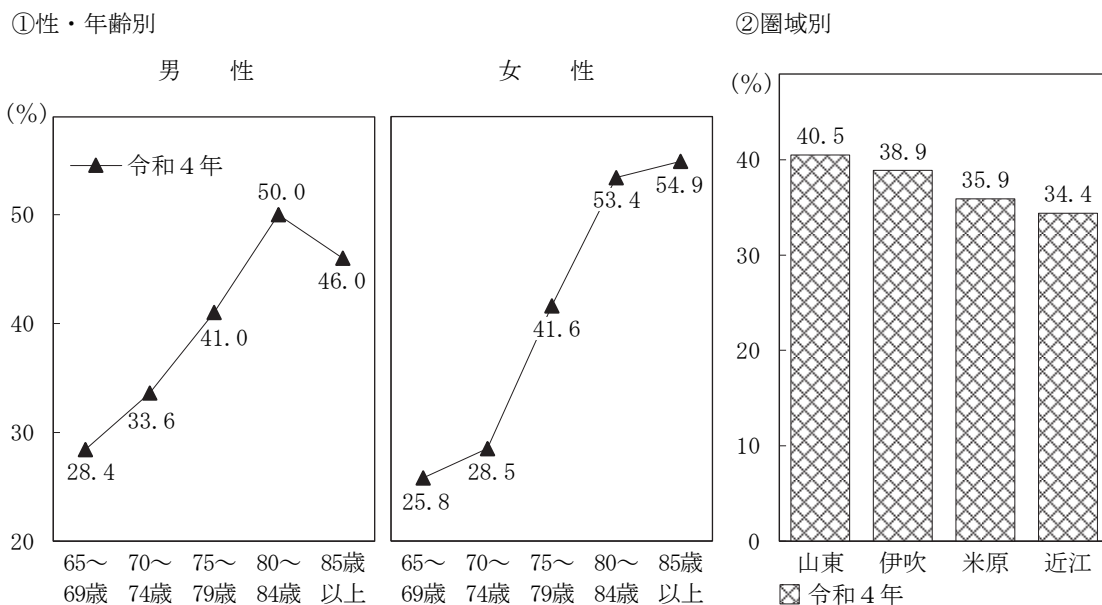 ①性・年齢別
男　　性
(%)
50
40
30
20
▲ 令和４年
28.4
33.6
41.0
50.0
46.0
65～69歳
70～74歳
75～79歳
80～84歳
85歳以上
女　　性
25.8
28.5
41.6
53.4
54.9
65～69歳
70～74歳
75～79歳
80～84歳
85歳以上
②圏域別
(%)
40
30
20
10
0
40.5
38.9
35.9
34.4
山東
伊吹
米原
近江
令和４年